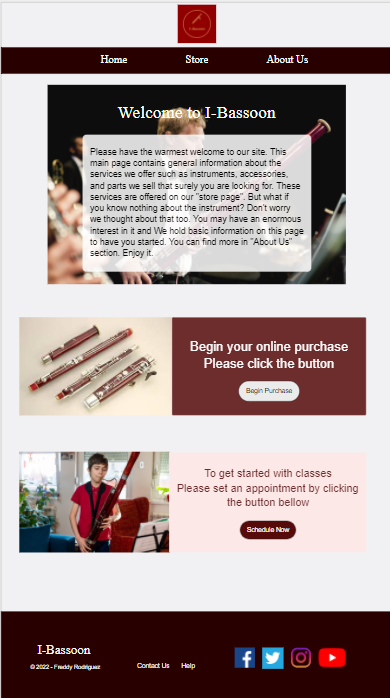 I-Bassoon
Home Store About Us
Welcome to I-Bassoon
Please have the warmest welcome to our site. This
main page contains general information about the
services we offer such as instruments, accessories,
and parts we sell that surely you are looking for. These
services are offered on our "store page". But what if
you know nothing about the instrument? Don't worry
we thought about that too. You may have an enormous
interest in it and We hold basic information on this page
to have you started. You can find more in "About Us"
section. Enjoy it.
Begin your online purchase
Please click the button
Begin Purchase
To get started with classes
Please set an appointment by clicking
the button bellow
Schedule Now
I-Bassoon
© 2022 - Freddy Rodriguez
Contact Us Help